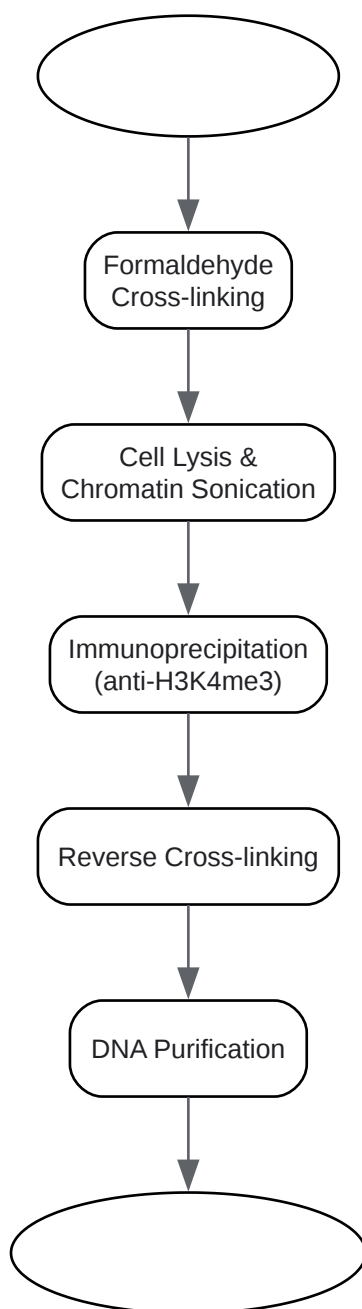 Formaldehyde
Cross-linking
Cell Lysis &
Chromatin Sonication
Immunoprecipitation
(anti-H3K4me3)
Reverse Cross-linking
DNA Purification